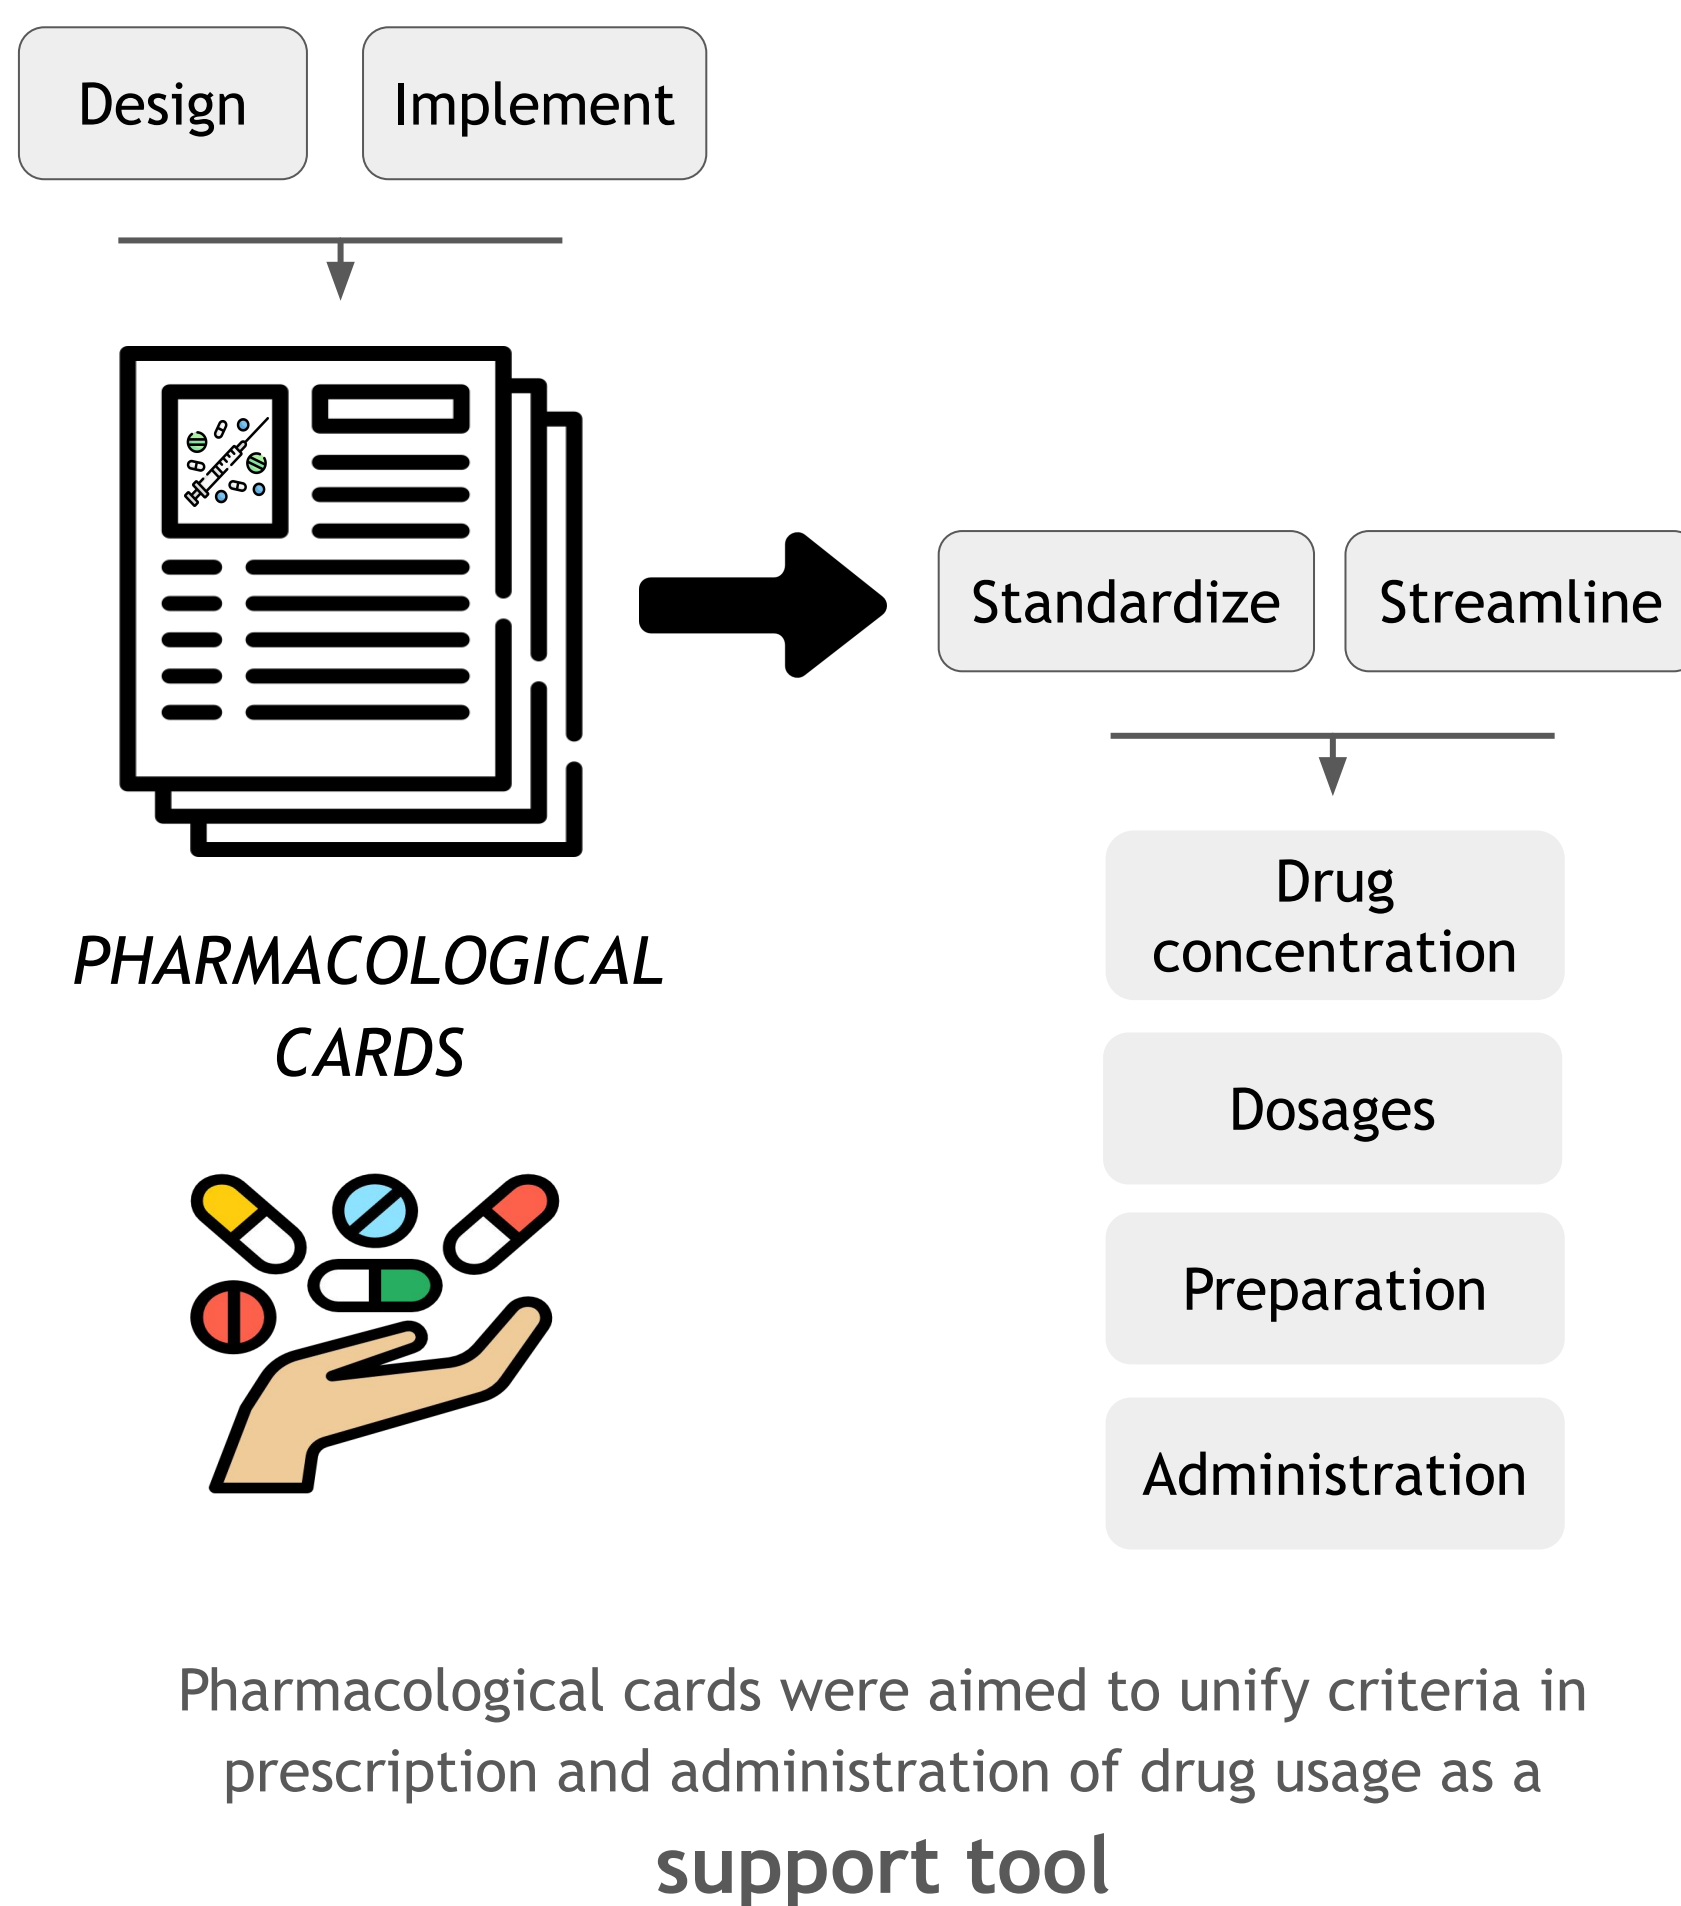 Design
Implement
PHARMACOLOGICAL
CARDS
Standardize
Streamline
Drug
concentration
Dosages
Preparation
Administration
Pharmacological cards were aimed to unify criteria in
prescription and administration of drug usage as a
support tool